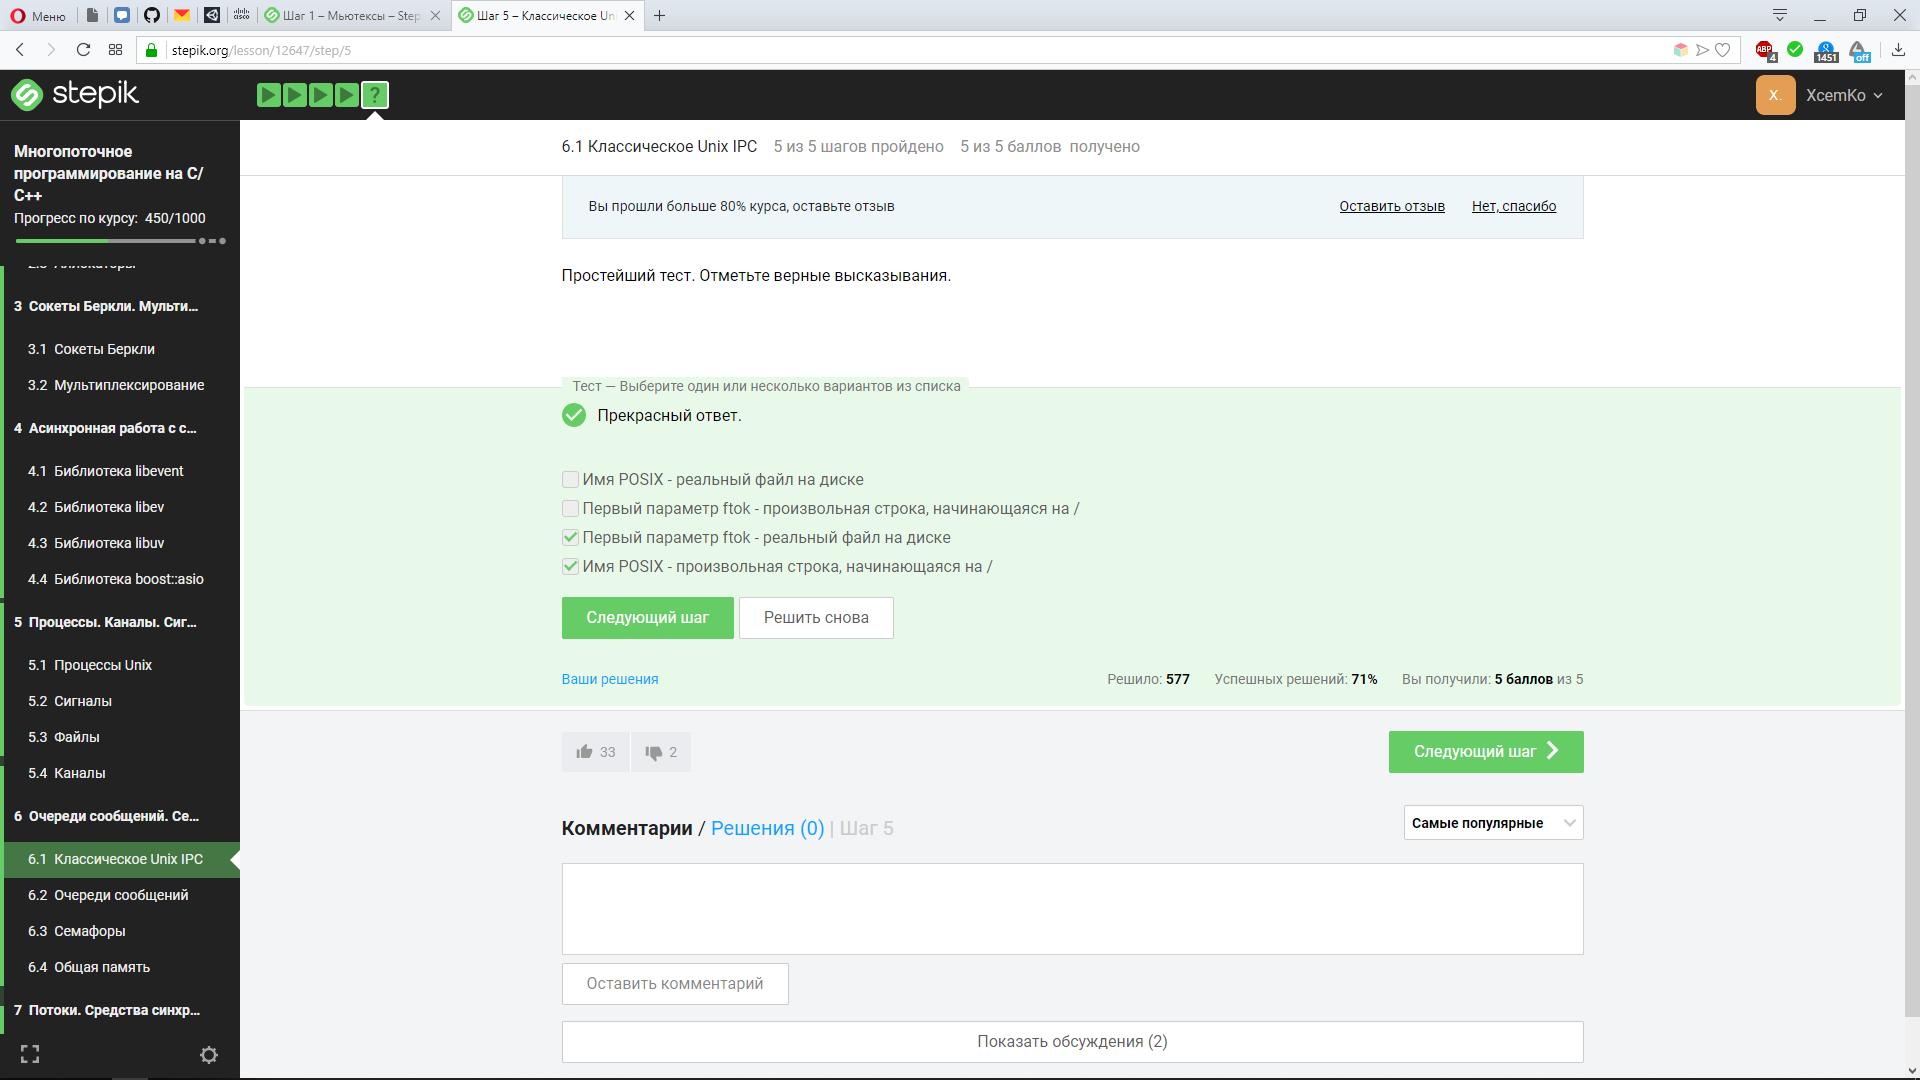 Меню
Шаг 1 – Мьютексы – Step
Шаг 5 – Классическое Uni
stepik.org/lesson/12647/step/5
ABP
4
1451
off
stepik
?
X.
XcemKo
Многопоточное
программирование на C/
C++
Прогресс по курсу: 450/1000
3 Сокеты Беркли. Мульти...
3.1 Сокеты Беркли
3.2 Мультиплексирование
4 Асинхронная работа с с...
4.1 Библиотека libevent
4.2 Библиотека libev
4.3 Библиотека libuv
4.4 Библиотека boost::asio
5 Процессы. Каналы. Сиг...
5.1 Процессы Unix
5.2 Сигналы
5.3 Файлы
5.4 Каналы
6 Очереди сообщений. Се...
6.1 Классическое Unix IPC
6.2 Очереди сообщений
6.3 Семафоры
6.4 Общая память
7 Потоки. Средства синхр...
6.1 Классическое Unix IPC 5 из 5 шагов пройдено 5 из 5 баллов получено
Вы прошли больше 80% курса, оставьте отзыв
Оставить отзыв
Нет, спасибо
Простейший тест. Отметьте верные высказывания.
Тест — Выберите один или несколько вариантов из списка
Прекрасный ответ.
Имя POSIX - реальный файл на диске
Первый параметр ftok - произвольная строка, начинающаяся на /
Первый параметр ftok - реальный файл на диске
Имя POSIX - произвольная строка, начинающаяся на /
Следующий шаг
Решить снова
Ваши решения
Решило: 577 Успешных решений: 71% Вы получили: 5 баллов из 5
33
2
Следующий шаг
Комментарии / Решения (0) | Шаг 5
Самые популярные
Оставить комментарий
Показать обсуждения (2)